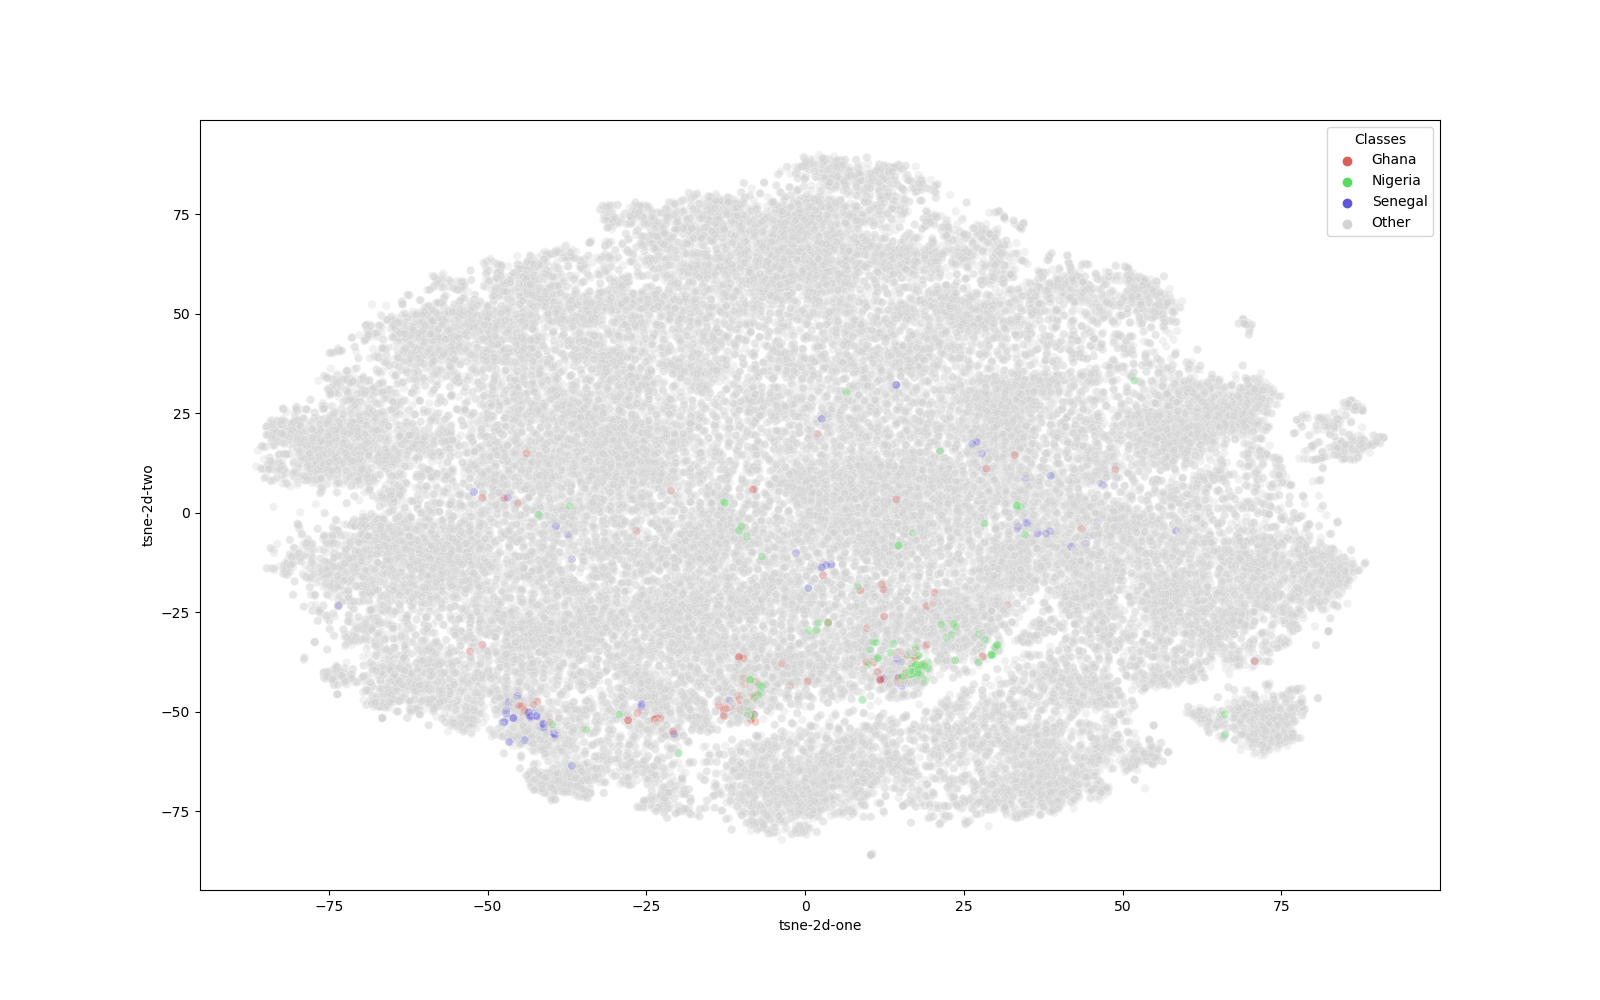 Classes
Ghana
Nigeria
Senegal
Other
75
50
25
0
−25
−50
−75
tsne-2d-two
−75 −50 −25 0 25 50 75
tsne-2d-one